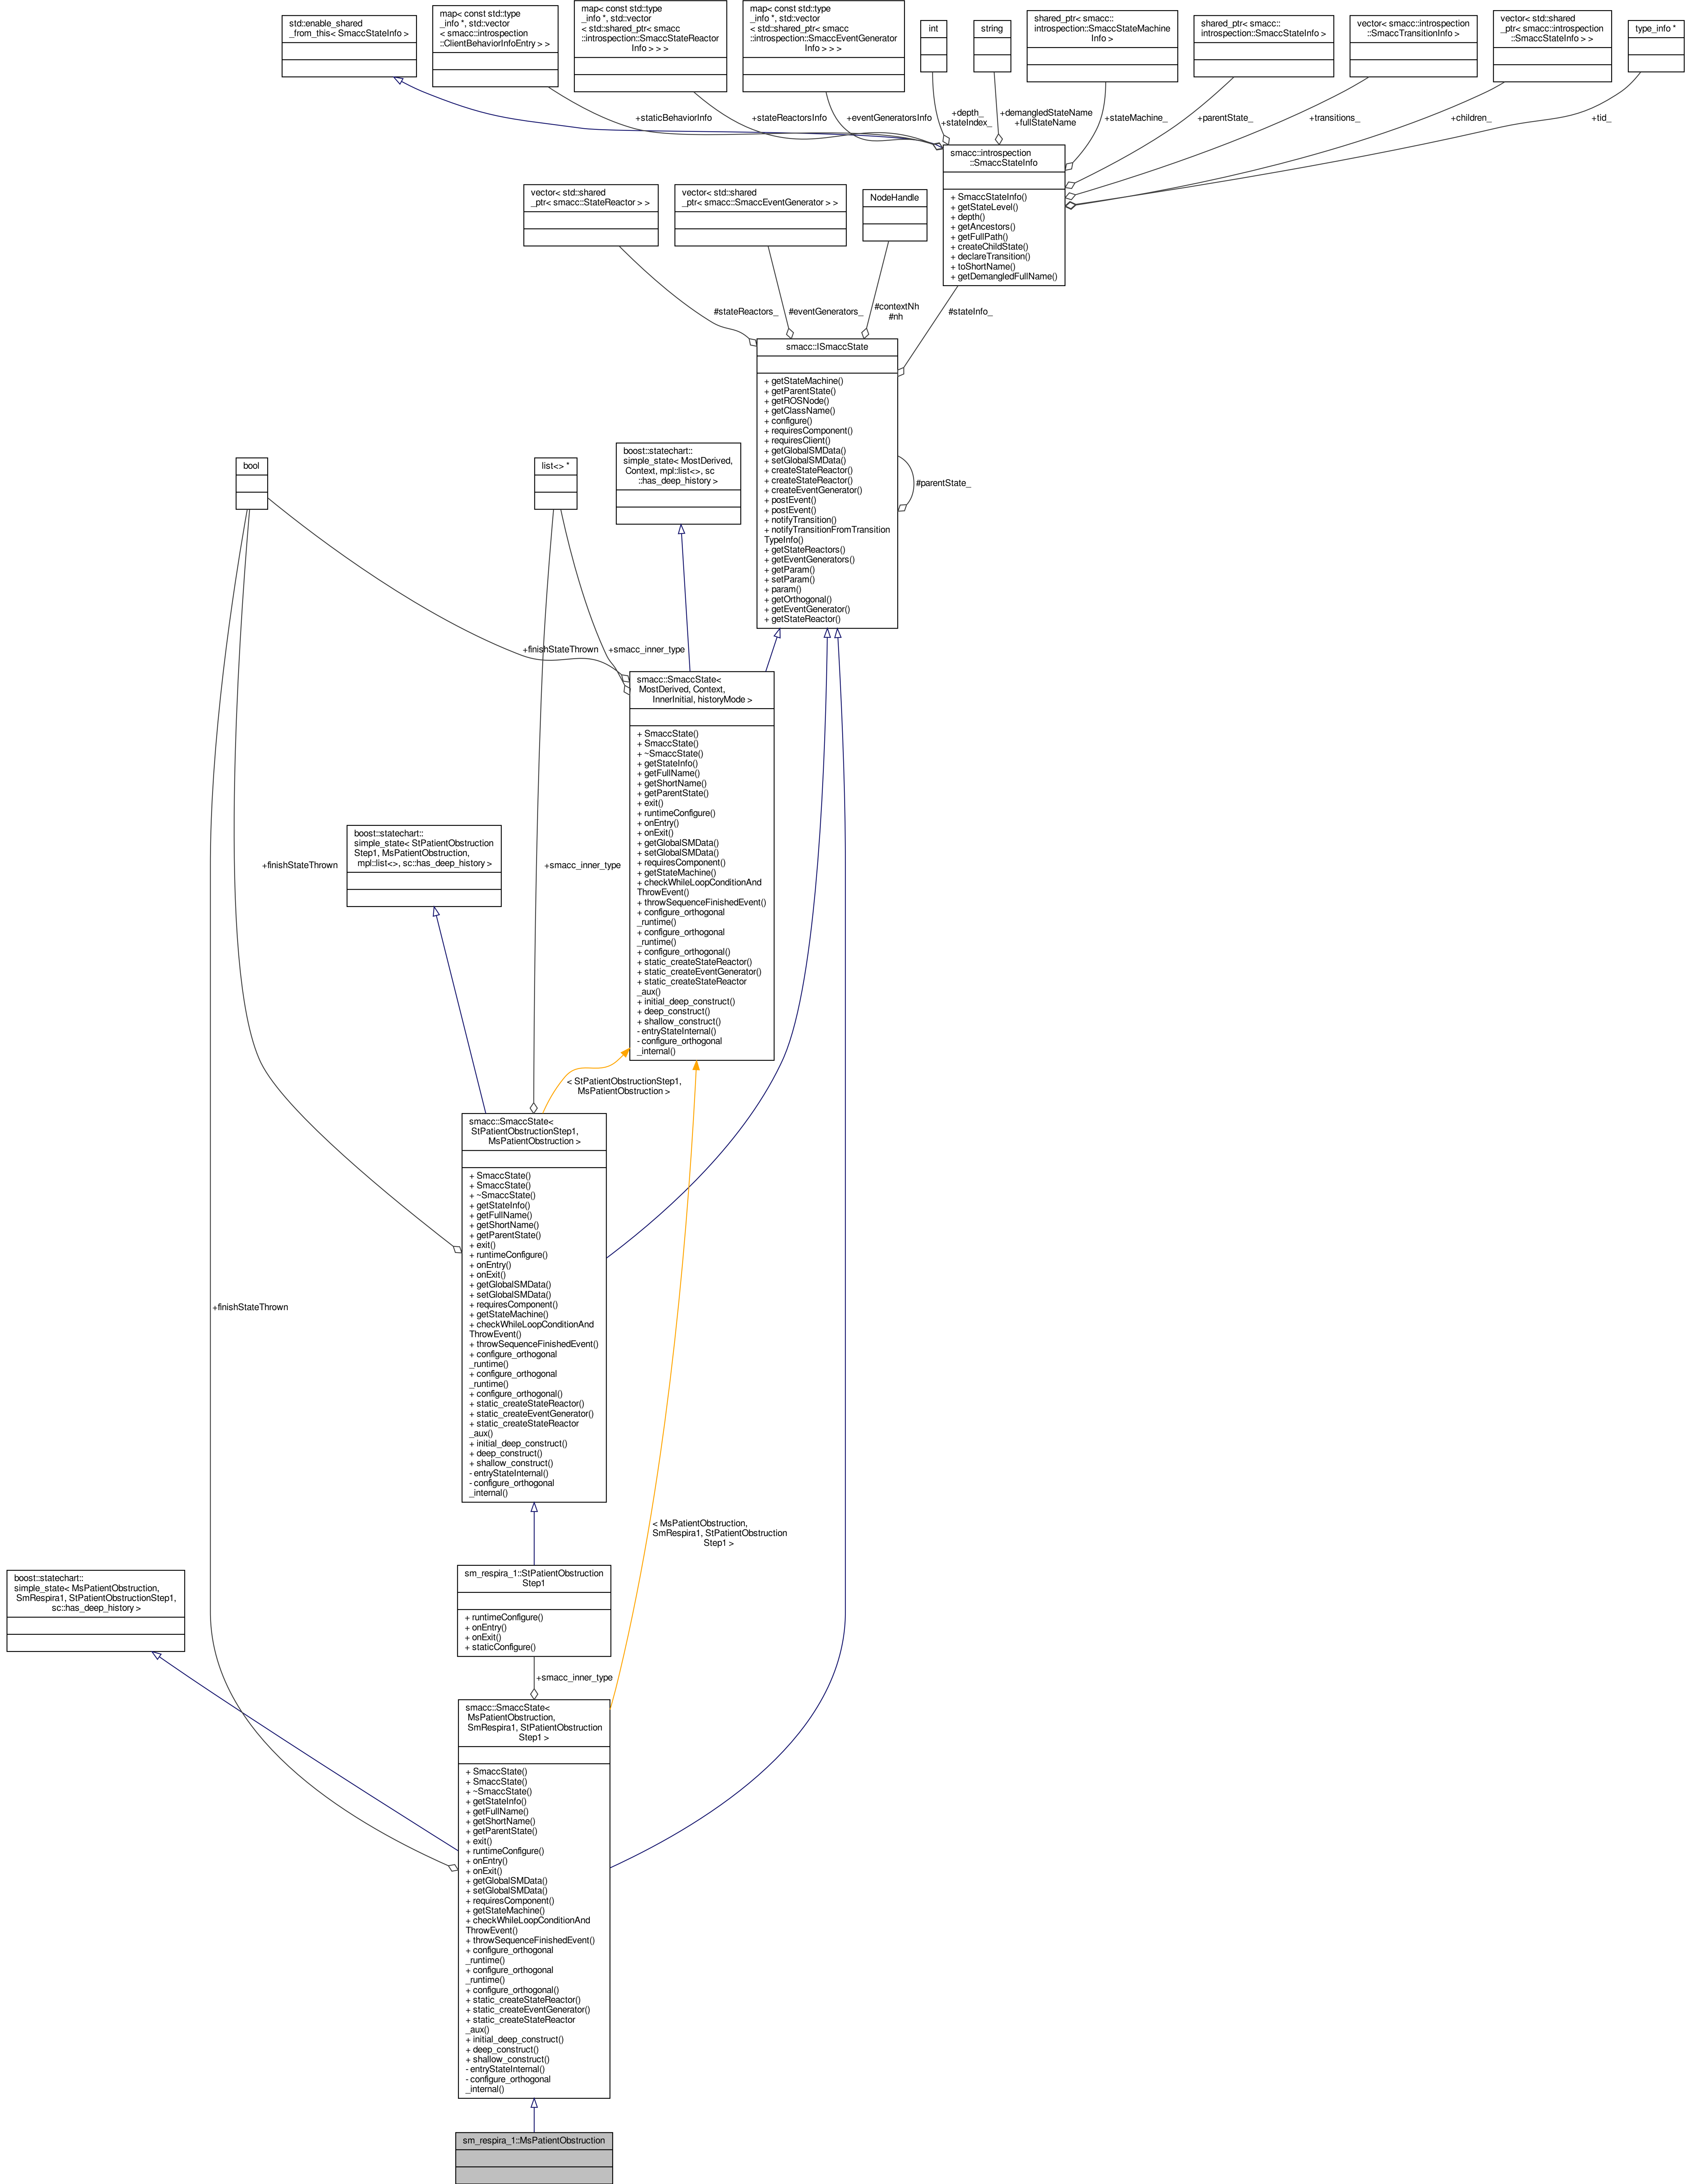 std::enable_shared
_from_this< SmaccStateInfo >
map< const std::type
_info *, std::vector
< smacc::introspection
::ClientBehaviorInfoEntry > >
map< const std::type
_info *, std::vector
< std::shared_ptr< smacc
::introspection::SmaccStateReactor
Info > > >
map< const std::type
_info *, std::vector
< std::shared_ptr< smacc
::introspection::SmaccEventGenerator
Info > > >
int
string
shared_ptr< smacc::
introspection::SmaccStateMachine
Info >
shared_ptr< smacc::
introspection::SmaccStateInfo >
vector< smacc::introspection
::SmaccTransitionInfo >
vector< std::shared
_ptr< smacc::introspection
::SmaccStateInfo > >
type_info *
+staticBehaviorInfo
+stateReactorsInfo
+eventGeneratorsInfo
+depth_
+stateIndex_
+demangledStateName
+fullStateName
+stateMachine_
+parentState_
+transitions_
+children_
+tid_
smacc::introspection
::SmaccStateInfo
+ SmaccStateInfo()
+ getStateLevel()
+ depth()
+ getAncestors()
+ getFullPath()
+ createChildState()
+ declareTransition()
+ toShortName()
+ getDemangledFullName()
vector< std::shared
_ptr< smacc::StateReactor > >
vector< std::shared
_ptr< smacc::SmaccEventGenerator > >
NodeHandle
#stateReactors_
#eventGenerators_
#contextNh
#nh
#stateInfo_
smacc::ISmaccState
+ getStateMachine()
+ getParentState()
+ getROSNode()
+ getClassName()
+ configure()
+ requiresComponent()
+ requiresClient()
+ getGlobalSMData()
+ setGlobalSMData()
+ createStateReactor()
+ createStateReactor()
+ createEventGenerator()
+ postEvent()
+ postEvent()
+ notifyTransition()
+ notifyTransitionFromTransition
TypeInfo()
+ getStateReactors()
+ getEventGenerators()
+ getParam()
+ setParam()
+ param()
+ getOrthogonal()
+ getEventGenerator()
+ getStateReactor()
#parentState_
bool
list<> *
boost::statechart::
simple_state< MostDerived,
Context, mpl::list<>, sc
::has_deep_history >
+finishStateThrown
+smacc_inner_type
smacc::SmaccState<
MostDerived, Context,
InnerInitial, historyMode >
+ SmaccState()
+ SmaccState()
+ ~SmaccState()
+ getStateInfo()
+ getFullName()
+ getShortName()
+ getParentState()
+ exit()
+ runtimeConfigure()
+ onEntry()
+ onExit()
+ getGlobalSMData()
+ setGlobalSMData()
+ requiresComponent()
+ getStateMachine()
+ checkWhileLoopConditionAnd
ThrowEvent()
+ throwSequenceFinishedEvent()
+ configure_orthogonal
_runtime()
+ configure_orthogonal
_runtime()
+ configure_orthogonal()
+ static_createStateReactor()
+ static_createEventGenerator()
+ static_createStateReactor
_aux()
+ initial_deep_construct()
+ deep_construct()
+ shallow_construct()
- entryStateInternal()
- configure_orthogonal
_internal()
boost::statechart::
simple_state< StPatientObstruction
Step1, MsPatientObstruction,
mpl::list<>, sc::has_deep_history >
+finishStateThrown
+smacc_inner_type
< StPatientObstructionStep1,
MsPatientObstruction >
smacc::SmaccState<
StPatientObstructionStep1,
MsPatientObstruction >
+ SmaccState()
+ SmaccState()
+ ~SmaccState()
+ getStateInfo()
+ getFullName()
+ getShortName()
+ getParentState()
+ exit()
+ runtimeConfigure()
+ onEntry()
+ onExit()
+ getGlobalSMData()
+ setGlobalSMData()
+ requiresComponent()
+ getStateMachine()
+ checkWhileLoopConditionAnd
ThrowEvent()
+ throwSequenceFinishedEvent()
+ configure_orthogonal
_runtime()
+ configure_orthogonal
_runtime()
+ configure_orthogonal()
+ static_createStateReactor()
+ static_createEventGenerator()
+ static_createStateReactor
_aux()
+ initial_deep_construct()
+ deep_construct()
+ shallow_construct()
- entryStateInternal()
- configure_orthogonal
_internal()
+finishStateThrown
< MsPatientObstruction,
SmRespira1, StPatientObstruction
Step1 >
boost::statechart::
simple_state< MsPatientObstruction,
SmRespira1, StPatientObstructionStep1,
sc::has_deep_history >
sm_respira_1::StPatientObstruction
Step1
+ runtimeConfigure()
+ onEntry()
+ onExit()
+ staticConfigure()
+smacc_inner_type
smacc::SmaccState<
MsPatientObstruction,
SmRespira1, StPatientObstruction
Step1 >
+ SmaccState()
+ SmaccState()
+ ~SmaccState()
+ getStateInfo()
+ getFullName()
+ getShortName()
+ getParentState()
+ exit()
+ runtimeConfigure()
+ onEntry()
+ onExit()
+ getGlobalSMData()
+ setGlobalSMData()
+ requiresComponent()
+ getStateMachine()
+ checkWhileLoopConditionAnd
ThrowEvent()
+ throwSequenceFinishedEvent()
+ configure_orthogonal
_runtime()
+ configure_orthogonal
_runtime()
+ configure_orthogonal()
+ static_createStateReactor()
+ static_createEventGenerator()
+ static_createStateReactor
_aux()
+ initial_deep_construct()
+ deep_construct()
+ shallow_construct()
- entryStateInternal()
- configure_orthogonal
_internal()
sm_respira_1::MsPatientObstruction